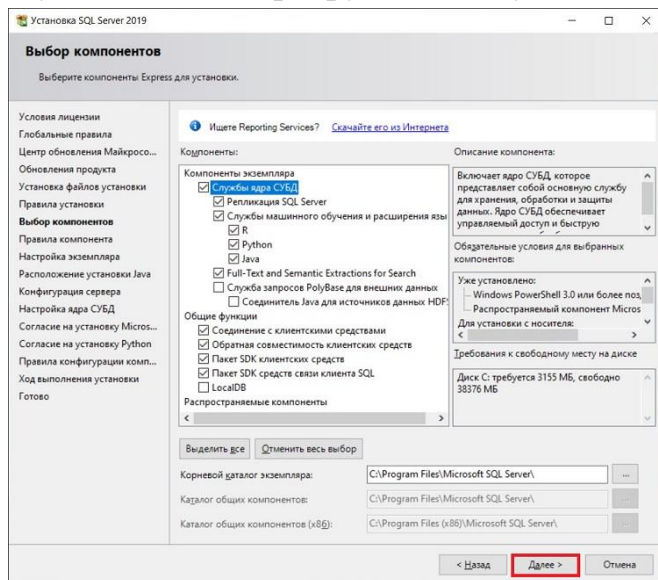 Установка SQL Server 2019
Выбор компонентов
Выберите компоненты Express для установки.
Условия лицензии
Глобальные правила
Центр обновления Майкросо...
Обновления продукта
Установка файлов установки
Правила установки
Выбор компонентов
Правила компонента
Настройка экземпляра
Расположение установки Java
Конфигурация сервера
Настройка ядра СУБД
Согласие на установку Micros...
Согласие на установку Python
Правила конфигурации комп...
Ход выполнения установки
Готово
Ищете Reporting Services? Скачайте его из Интернета
Компоненты:
Компоненты экземпляра
Службы ядра СУБД
Репликация SQL Server
Службы машинного обучения и расширения язы
R
Python
Java
Full-Text and Semantic Extractions for Search
Служба запросов PolyBase для внешних данных
Соединитель Java для источников данных HDF
Общие функции
Соединение с клиентскими средствами
Обратная совместимость клиентских средств
Пакет SDK клиентских средств
Пакет SDK средств связи клиента SQL
LocalDB
Распространяемые компоненты
Описание компонента:
Включает ядро СУБД, которое
представляет собой основную службу
для хранения, обработки и защиты
данных. Ядро СУБД обеспечивает
управляемый доступ и быструю
Обязательные условия для выбранных
компонентов:
Уже установлено:
Windows PowerShell 3.0 или более поз
Распространяемый компонент Micros
Для установки с носителя:
Требования к свободному месту на диске
Диск C: требуется 3155 МБ, свободно
38376 МБ
Выделить все
Отменить весь выбор
Корневой каталог экземпляра:
C:\Program Files\Microsoft SQL Server\
...
Каталог общих компонентов:
C:\Program Files\Microsoft SQL Server\
...
Каталог общих компонентов (x86):
C:\Program Files (x86)\Microsoft SQL Server\
...
< Назад
Далее >
Отмена